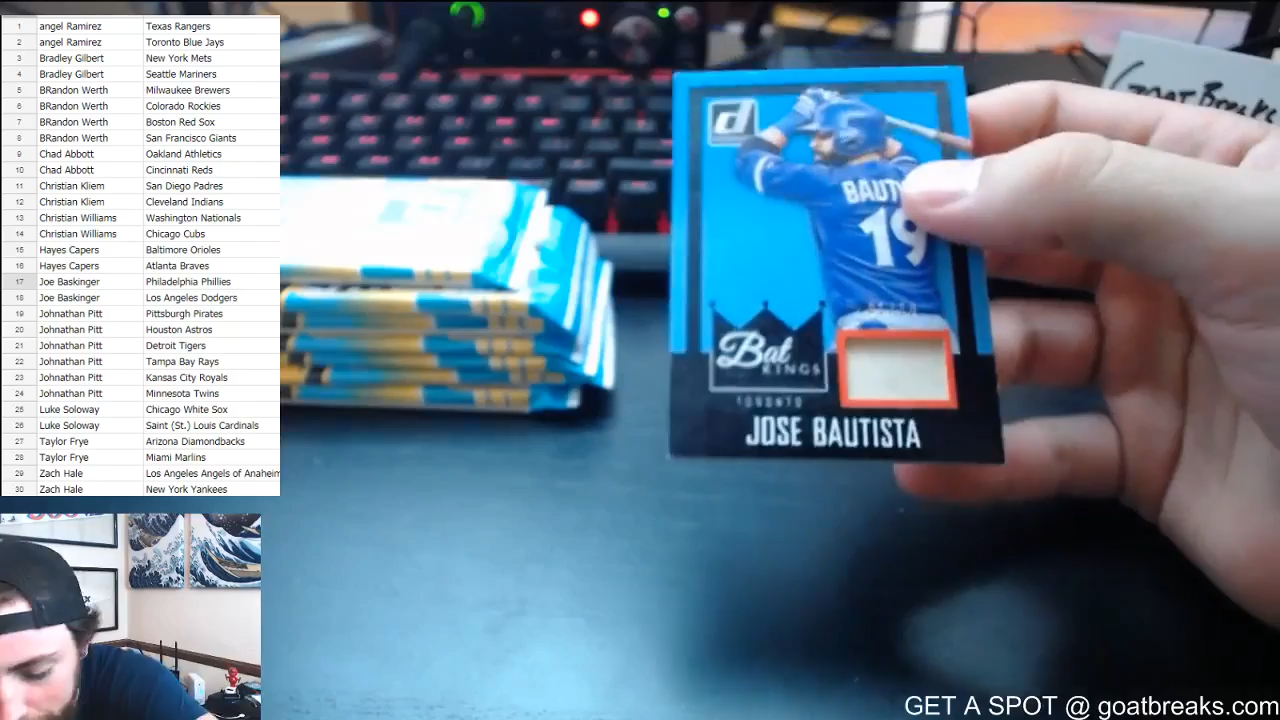 1 angel Ramirez Texas Rangers
2 angel Ramirez Toronto Blue Jays
3 Bradley Gilbert New York Mets
4 Bradley Gilbert Seattle Mariners
5 BRandon Werth Milwaukee Brewers
6 BRandon Werth Colorado Rockies
7 BRandon Werth Boston Red Sox
8 BRandon Werth San Francisco Giants
9 Chad Abbott Oakland Athletics
10 Chad Abbott Cincinnati Reds
11 Christian Kliem San Diego Padres
12 Christian Kliem Cleveland Indians
13 Christian Williams Washington Nationals
14 Christian Williams Chicago Cubs
15 Hayes Capers Baltimore Orioles
16 Hayes Capers Atlanta Braves
17 Joe Baskinger Philadelphia Phillies
18 Joe Baskinger Los Angeles Dodgers
19 Johnathan Pitt Pittsburgh Pirates
20 Johnathan Pitt Houston Astros
21 Johnathan Pitt Detroit Tigers
22 Johnathan Pitt Tampa Bay Rays
23 Johnathan Pitt Kansas City Royals
24 Johnathan Pitt Minnesota Twins
25 Luke Soloway Chicago White Sox
26 Luke Soloway Saint (St.) Louis Cardinals
27 Taylor Frye Arizona Diamondbacks
28 Taylor Frye Miami Marlins
29 Zach Hale Los Angeles Angels of Anaheim
30 Zach Hale New York Yankees
Goat Breaks
d
BAUT
19
Bat
KINGS
TORONTO
JOSE BAUTISTA
GET A SPOT @ goatbreaks.com